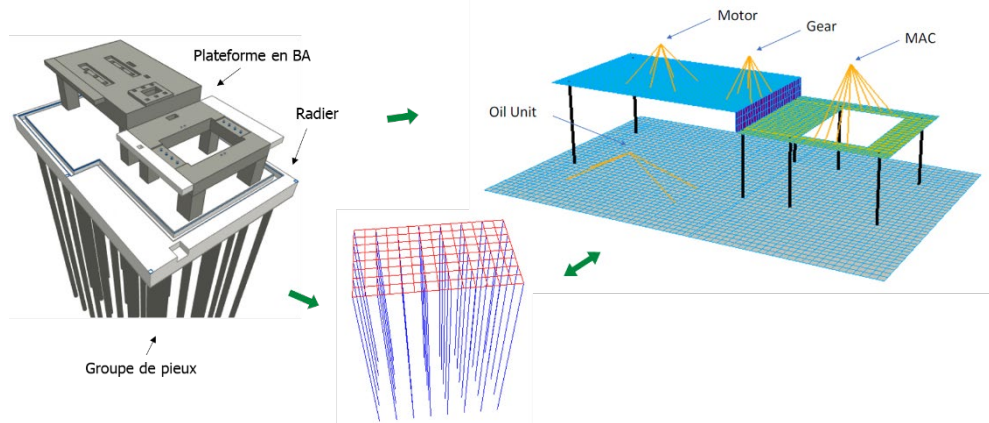 Plateforme en BA
Radier
Groupe de pieux
Motor
Gear
MAC
Oil Unit